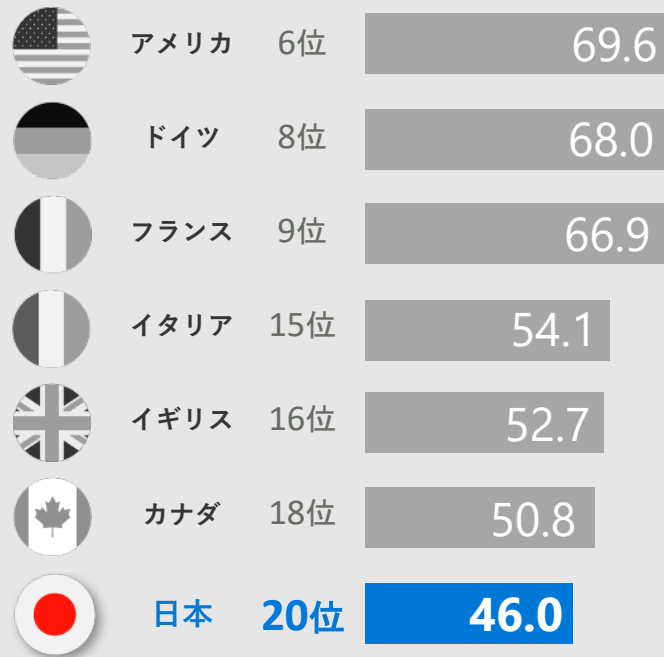 アメリカ 6位 69.6
ドイツ 8位 68.0
フランス 9位 66.9
イタリア 15位 54.1
イギリス 16位 52.7
カナダ 18位 50.8
日本 20位 46.0